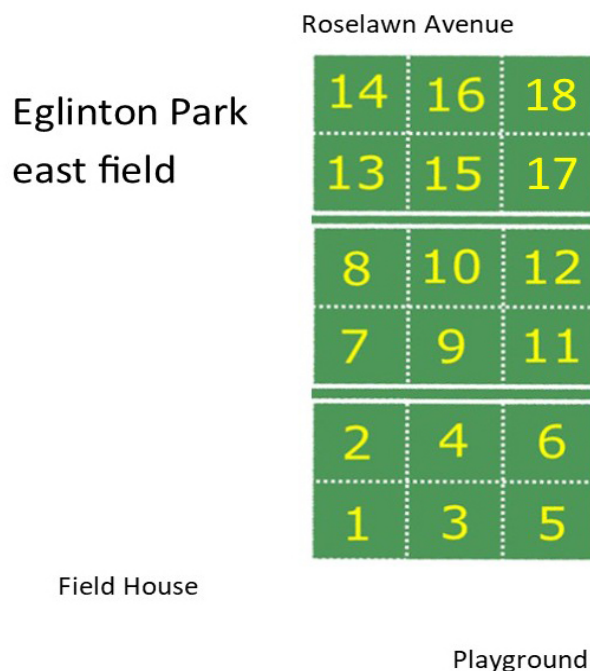 Roselawn Avenue
Eglinton Park
east field
14 16 18
13 15 17
8 10 12
7 9 11
2 4 6
1 3 5
Field House
Playground